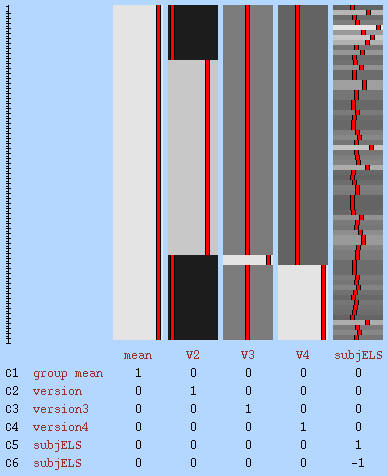 1
mean V2 V3 V4 subjELS
C1 group mean 1 0 0 0 0
C2 version 0 1 0 0 0
C3 version3 0 0 1 0 0
C4 version4 0 0 0 1 0
C5 subjELS 0 0 0 0 1
C6 subjELS 0 0 0 0 -1